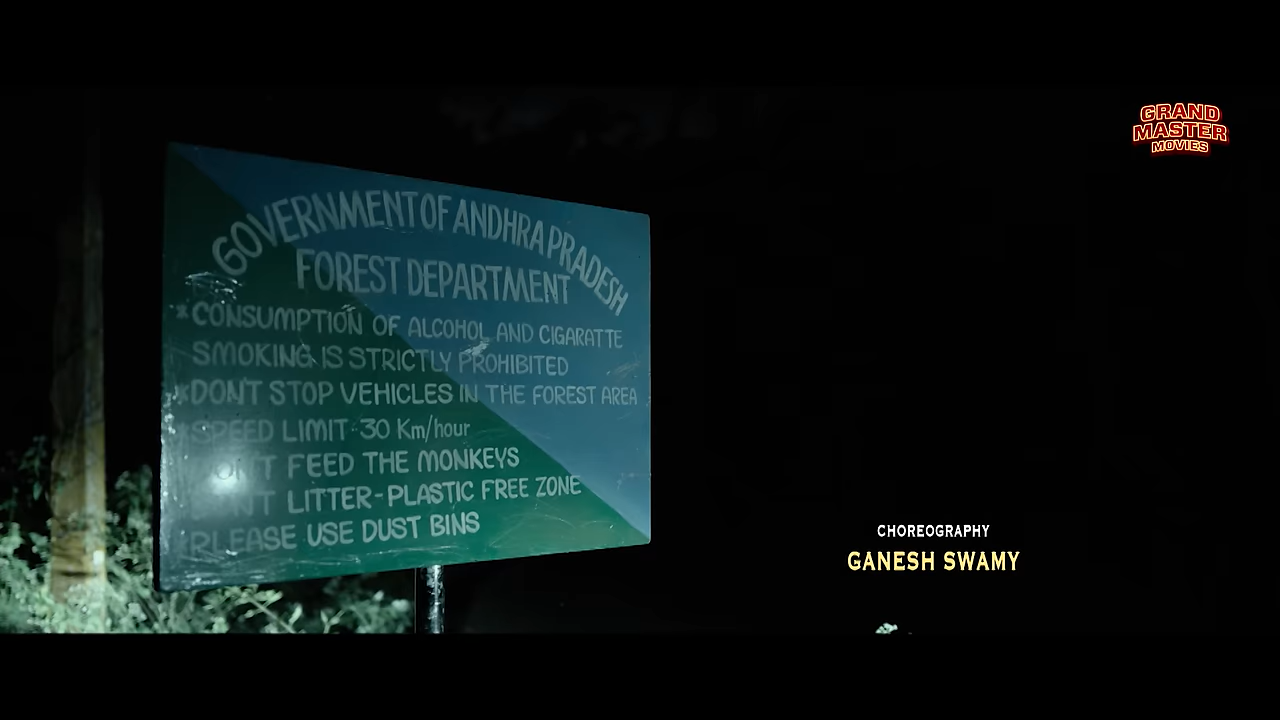 GRAND
MASTER
MOVIES
GOVERNMENT OF ANDHRA PRADESH
FOREST DEPARTMENT
*CONSUMPTION OF ALCOHOL AND CIGARATTE
SMOKING IS STRICTLY PROHIBITED
*DON'T STOP VEHICLES IN THE FOREST AREA
*SPEED LIMIT-30 Km/hour
DON'T FEED THE MONKEYS
LITTER-PLASTIC FREE ZONE
PLEASE USE DUST BINS
CHOREOGRAPHY
GANESH SWAMY